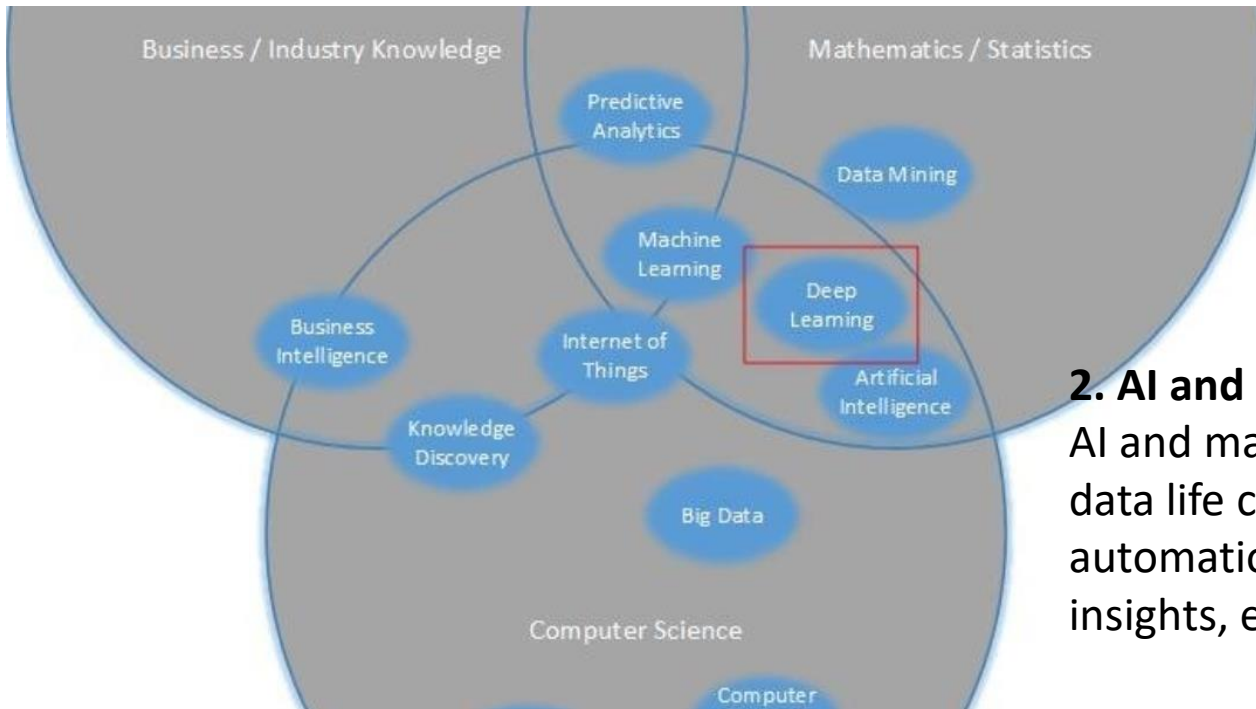 Business / Industry Knowledge
Mathematics / Statistics
Predictive
Analytics
Data Mining
Machine
Learning
Deep
Learning
Business
Intelligence
Internet of
Things
Artificial
Intelligence
Knowledge
Discovery
Big Data
Computer Science
Computer
2. AI and
AI and ma
data life c
automatic
insights, e